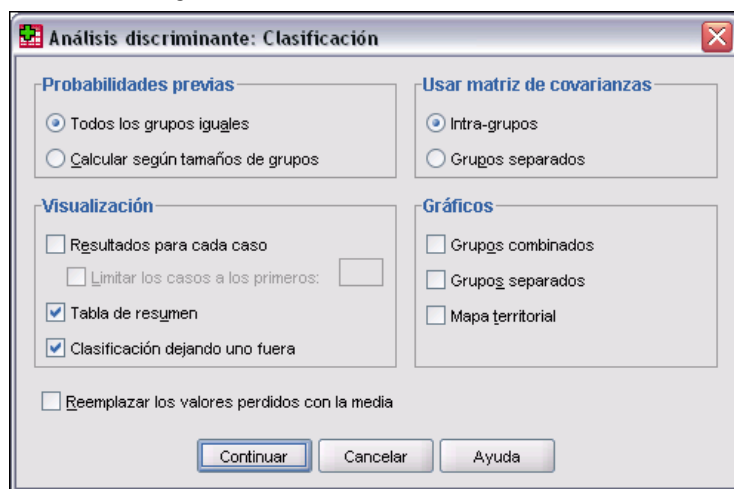 Análisis discriminante: Clasificación
Probabilidades previas
Todos los grupos iguales
Calcular según tamaños de grupos
Usar matriz de covarianzas
Intra-grupos
Grupos separados
Visualización
Resultados para cada caso
Limitar los casos a los primeros:
Tabla de resumen
Clasificación dejando uno fuera
Gráficos
Grupos combinados
Grupos separados
Mapa territorial
Reemplazar los valores perdidos con la media
Continuar Cancelar Ayuda